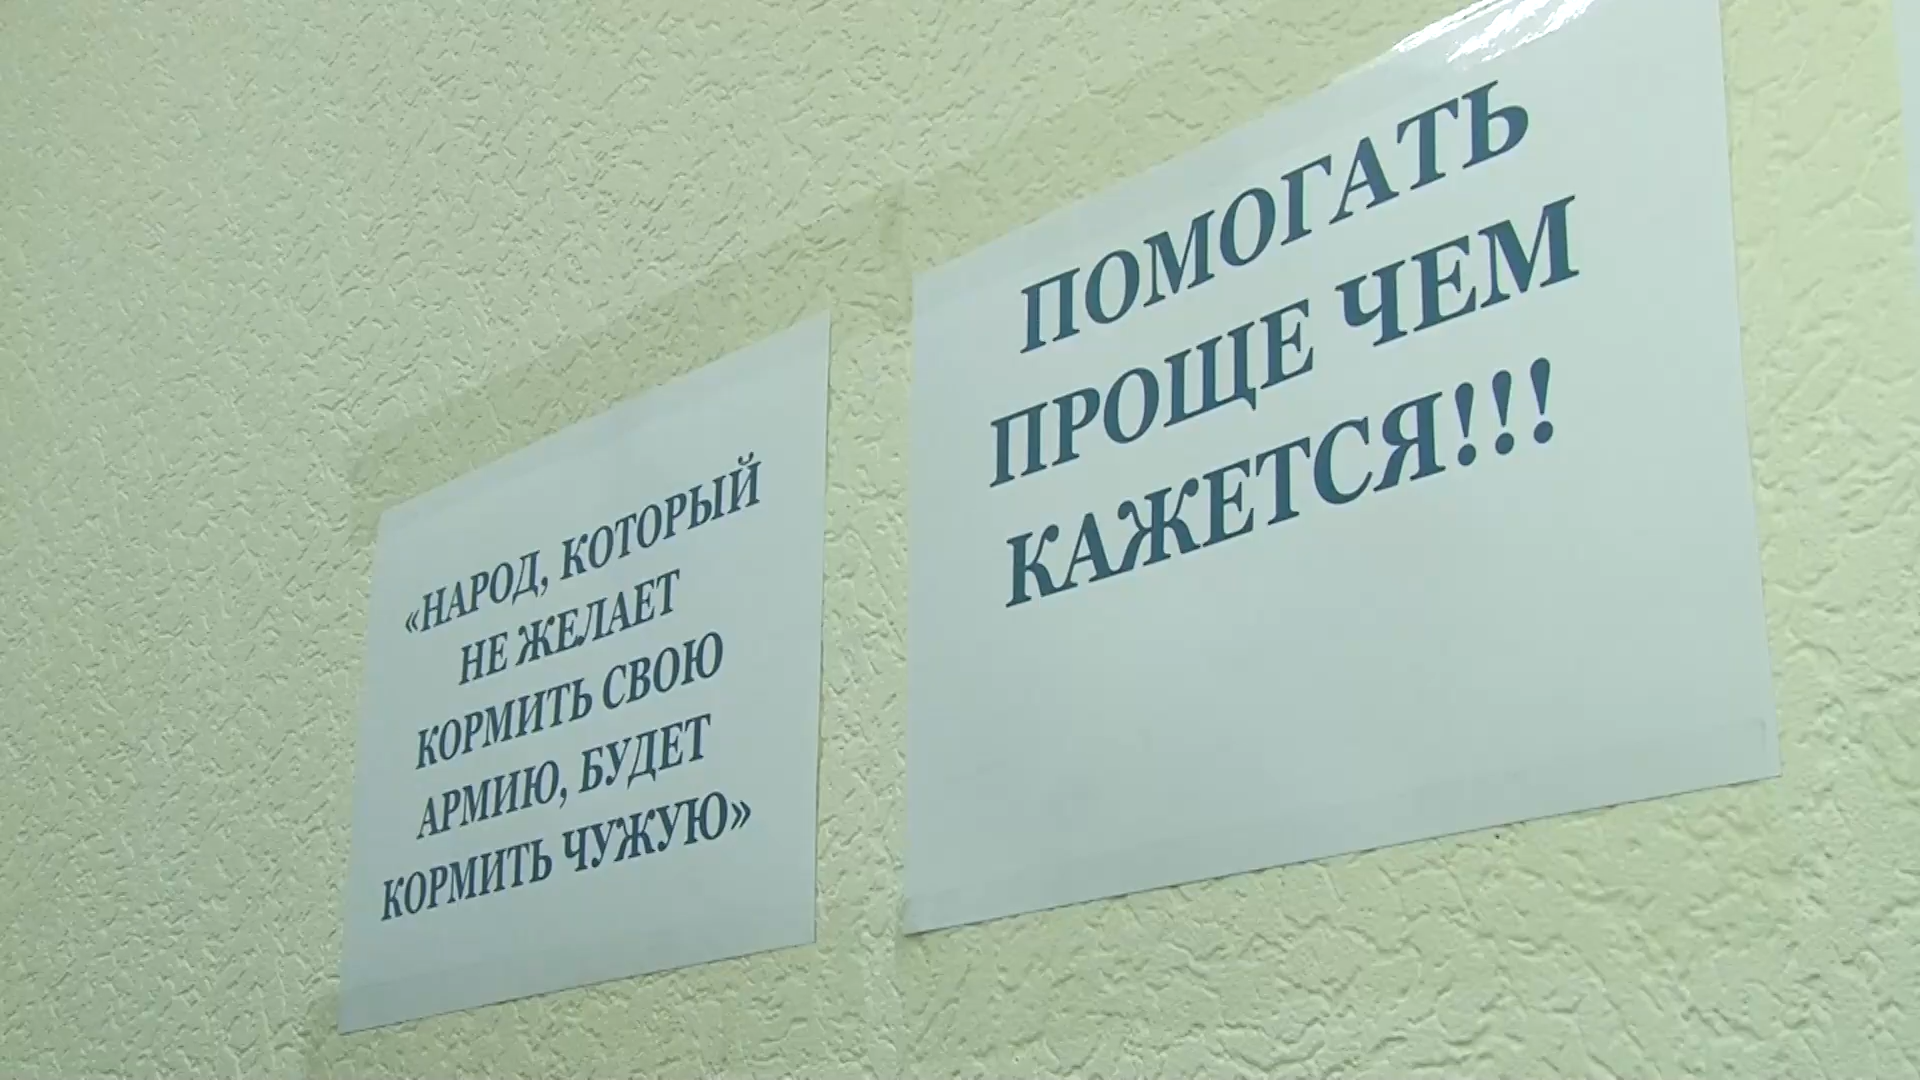 «НАРОД, КОТОРЫЙ
НЕ ЖЕЛАЕТ
КОРМИТЬ СВОЮ
АРМИЮ, БУДЕТ
КОРМИТЬ ЧУЖУЮ»
ПОМОГАТЬ
ПРОЩЕ ЧЕМ
КАЖЕТСЯ!!!